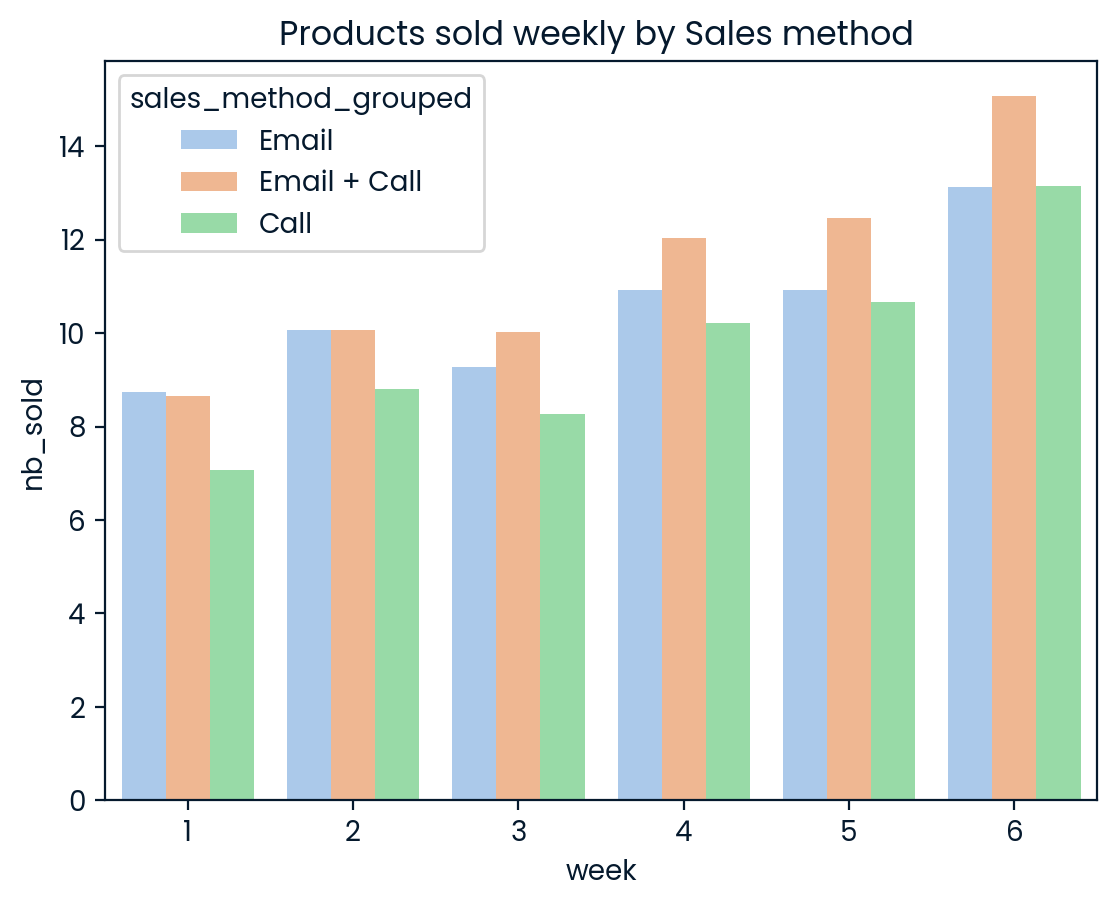 Products sold weekly by Sales method
sales_method_grouped
Email
Email + Call
Call
nb_sold
14
12
10
8
6
4
2
0
1 2 3 4 5 6
week